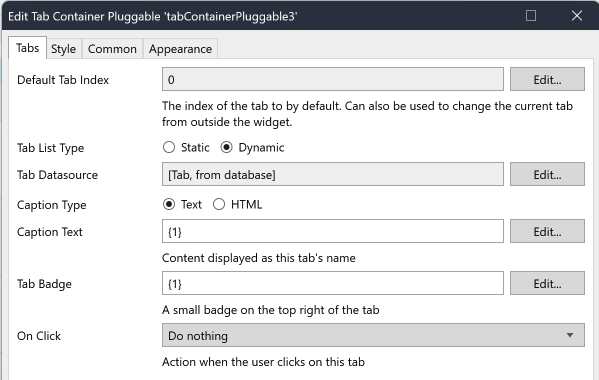 Edit Tab Container Pluggable 'tabContainerPluggable3'
Tabs Style Common Appearance
Default Tab Index 0 Edit...
The index of the tab to by default. Can also be used to change the current tab
from outside the widget.
Tab List Type Static Dynamic
Tab Datasource [Tab, from database] Edit...
Caption Type Text HTML
Caption Text {1} Edit...
Content displayed as this tab's name
Tab Badge {1} Edit...
A small badge on the top right of the tab
On Click Do nothing
Action when the user clicks on this tab